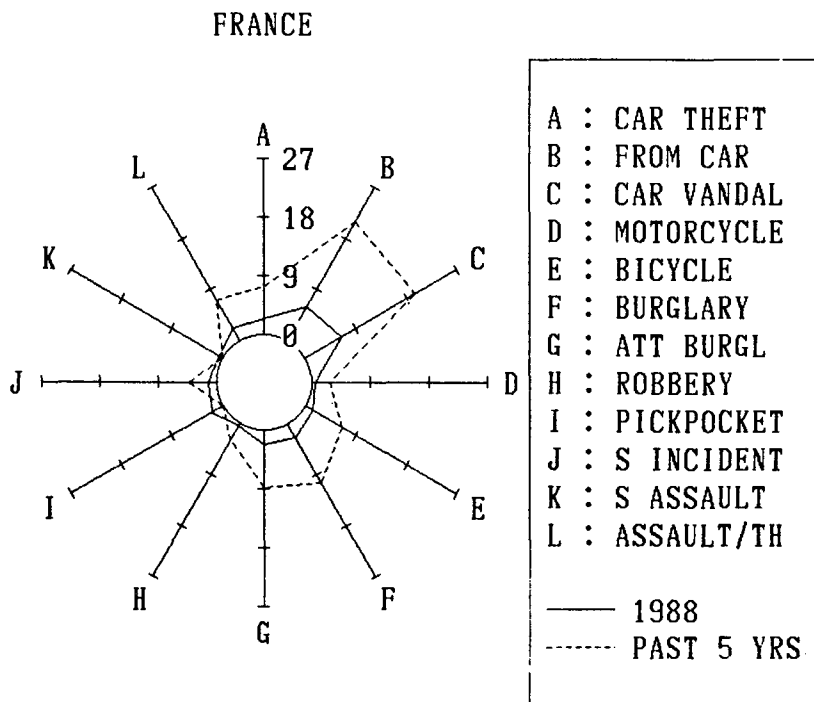 FRANCE
A
27
18
9
0
B
C
D
E
F
G
H
I
J
K
L
A : CAR THEFT
B : FROM CAR
C : CAR VANDAL
D : MOTORCYCLE
E : BICYCLE
F : BURGLARY
G : ATT BURGL
H : ROBBERY
I : PICKPOCKET
J : S INCIDENT
K : S ASSAULT
L : ASSAULT/TH
1988
PAST 5 YRS